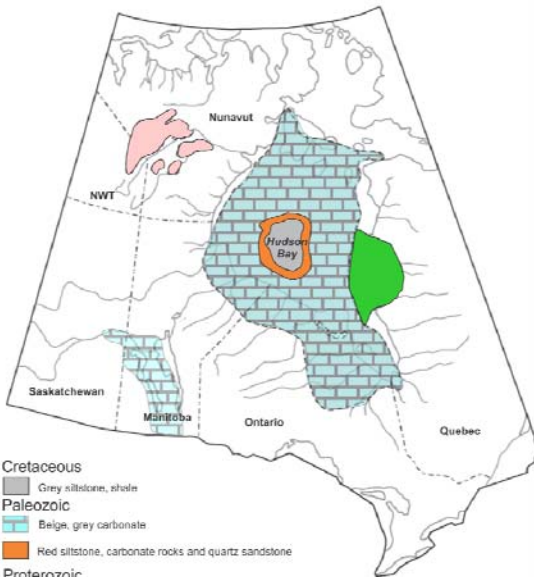 Nunavut
NWT
Hudson
Bay
Saskatchewan
Manitoba
Ontario
Quebec
Cretaceous
Grey siltstone, shale
Paleozoic
Beige, grey carbonate
Red siltstone, carbonate rocks and quartz sandstone
Proterozoic